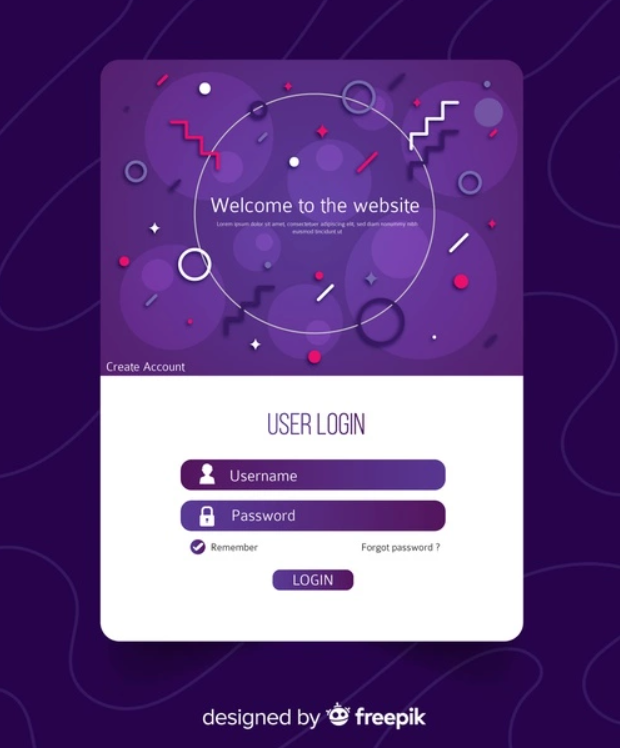 Welcome to the website
Lorem ipsum dolor sit amet, consectetuer adipiscing elit, sed diam nonummy nibh
euismod tincidunt ut
Create Account
USER LOGIN
Username
Password
Remember
Forgot password ?
LOGIN
designed by freepik